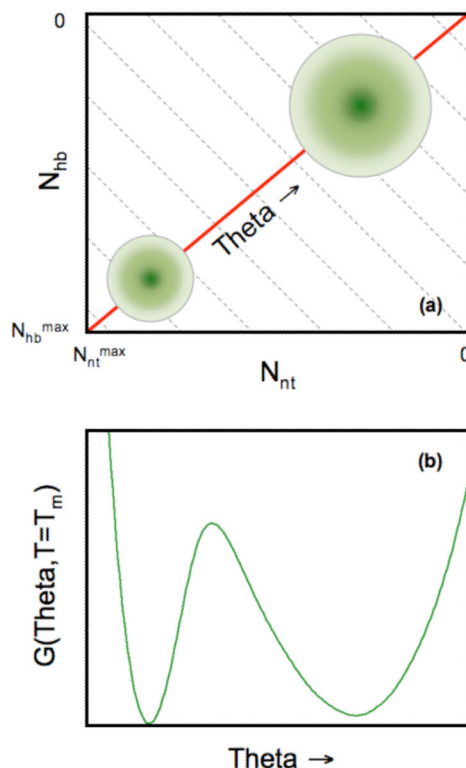 0
N_hb
Theta →
(a)
N_hb^max
N_nt^max
0
N_nt
(b)
G(Theta,T=T_m)
Theta →